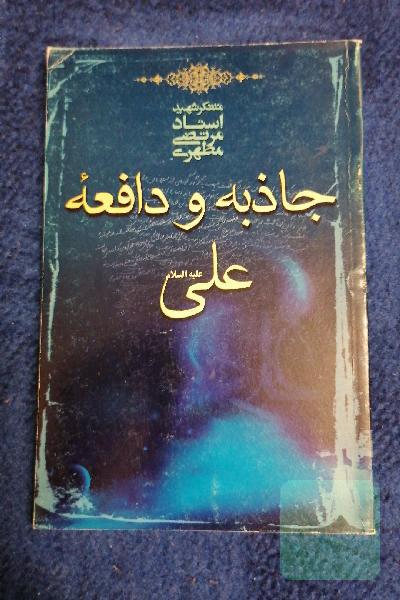 متفکر شهید
استاد
مرتضی
مطهری
جاذبه و دافعهٔ
علی علیه السلام